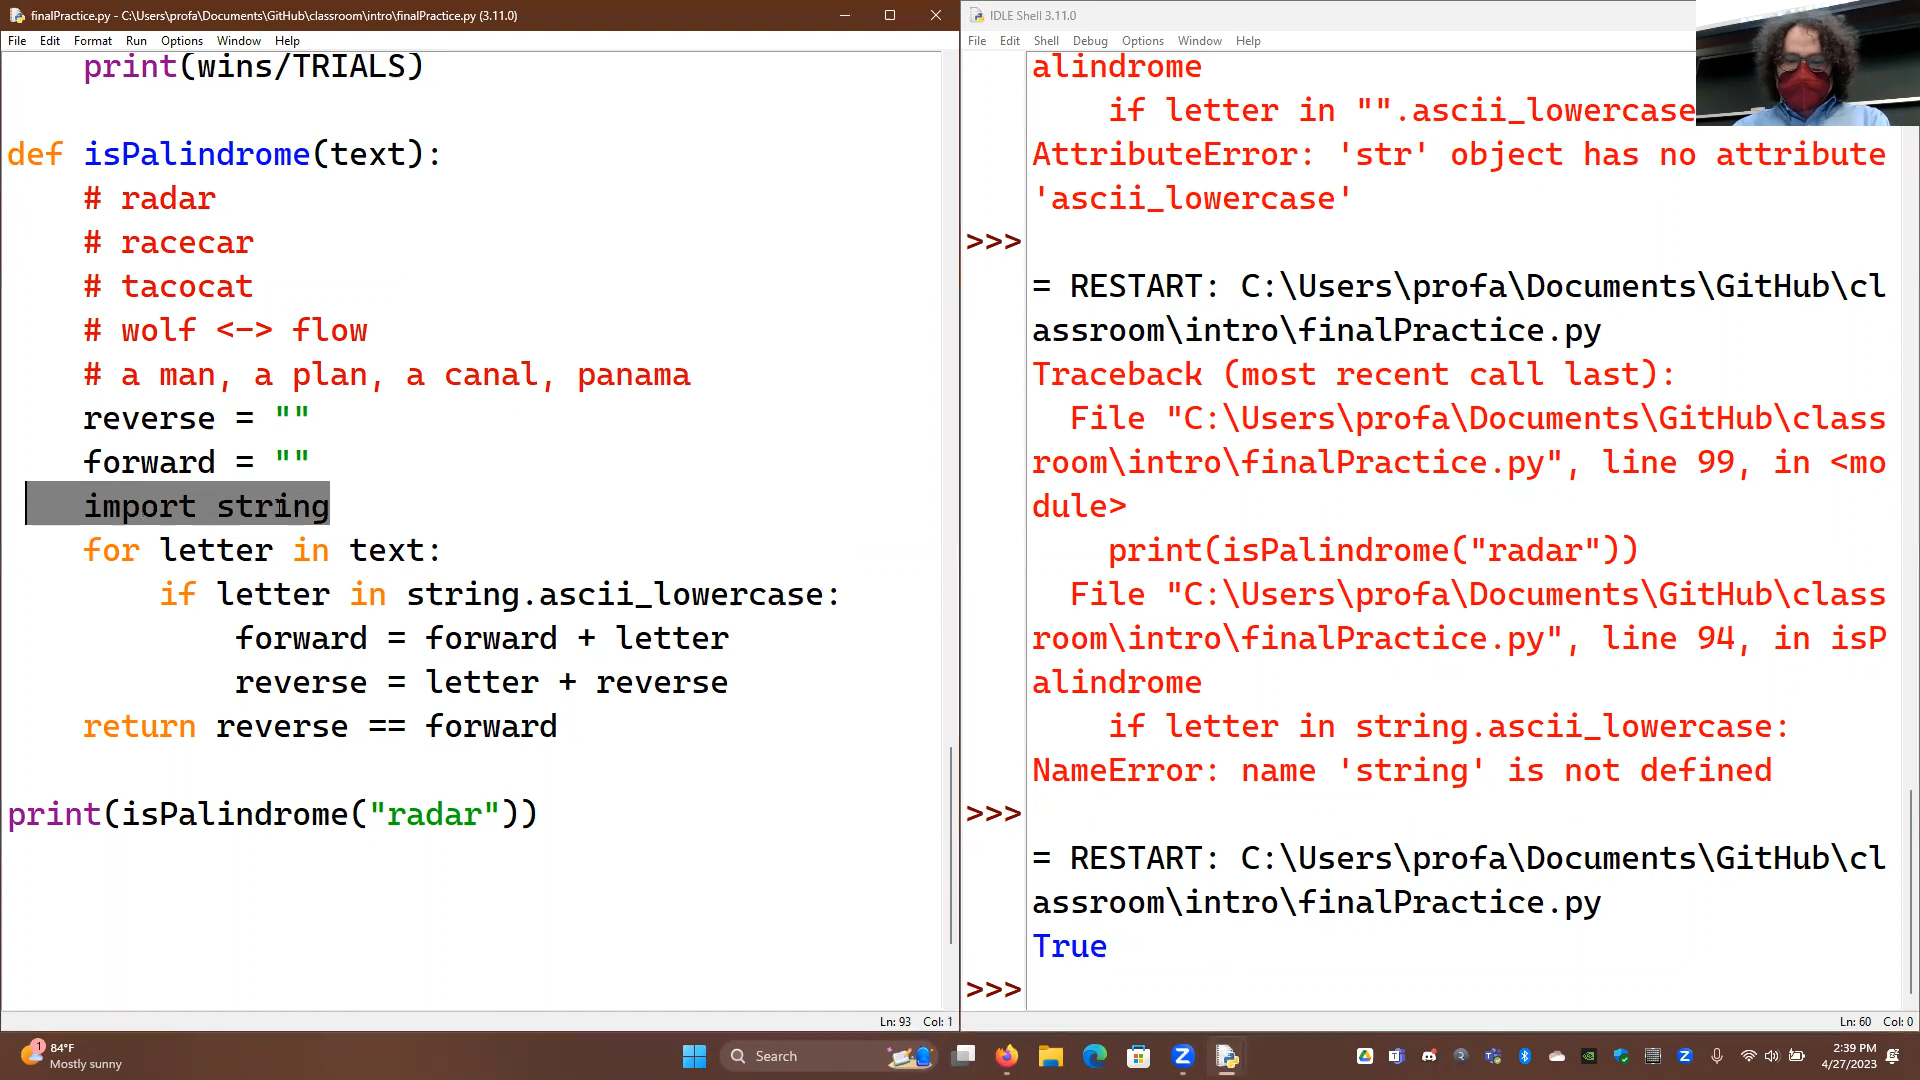 finalPractice.py - C:\Users\profa\Documents\GitHub\classroom\intro\finalPractice.py (3.11.0)
File Edit Format Run Options Window Help
    print(wins/TRIALS)
def isPalindrome(text):
    # radar
    # racecar
    # tacocat
    # wolf <-> flow
    # a man, a plan, a canal, panama
    reverse = ""
    forward = ""
    import string
    for letter in text:
        if letter in string.ascii_lowercase:
            forward = forward + letter
            reverse = letter + reverse
    return reverse == forward
print(isPalindrome("radar"))
Ln: 93 Col: 1
IDLE Shell 3.11.0
File Edit Shell Debug Options Window Help
alindrome
    if letter in "".ascii_lowercase
AttributeError: 'str' object has no attribute
'ascii_lowercase'
>>>
= RESTART: C:\Users\profa\Documents\GitHub\cl
assroom\intro\finalPractice.py
Traceback (most recent call last):
  File "C:\Users\profa\Documents\GitHub\class
room\intro\finalPractice.py", line 99, in <mo
dule>
    print(isPalindrome("radar"))
  File "C:\Users\profa\Documents\GitHub\class
room\intro\finalPractice.py", line 94, in isP
alindrome
    if letter in string.ascii_lowercase:
NameError: name 'string' is not defined
>>>
= RESTART: C:\Users\profa\Documents\GitHub\cl
assroom\intro\finalPractice.py
True
>>>
Ln: 60 Col: 0
1
84°F
Mostly sunny
Search
2:39 PM
4/27/2023